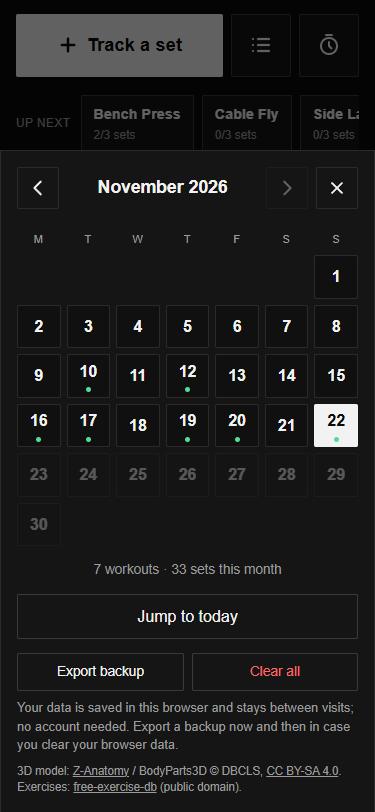 Track a set
UP NEXT
Bench Press
2/3 sets
Cable Fly
0/3 sets
Side La
0/3 sets
November 2026
M T W T F S S
1
2 3 4 5 6 7 8
9 10 11 12 13 14 15
16 17 18 19 20 21 22
23 24 25 26 27 28 29
30
7 workouts · 33 sets this month
Jump to today
Export backup Clear all
Your data is saved in this browser and stays between visits;
no account needed. Export a backup now and then in case
you clear your browser data.
3D model: Z-Anatomy / BodyParts3D © DBCLS, CC BY-SA 4.0.
Exercises: free-exercise-db (public domain).